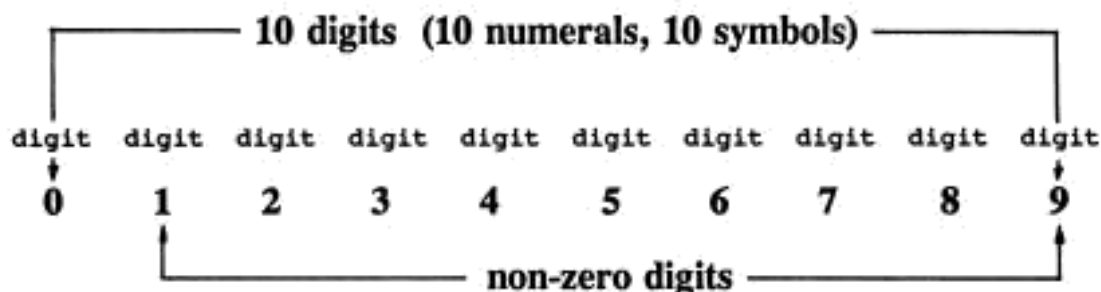 10 digits (10 numerals, 10 symbols)
digit digit digit digit digit digit digit digit digit digit
0 1 2 3 4 5 6 7 8 9
non-zero digits